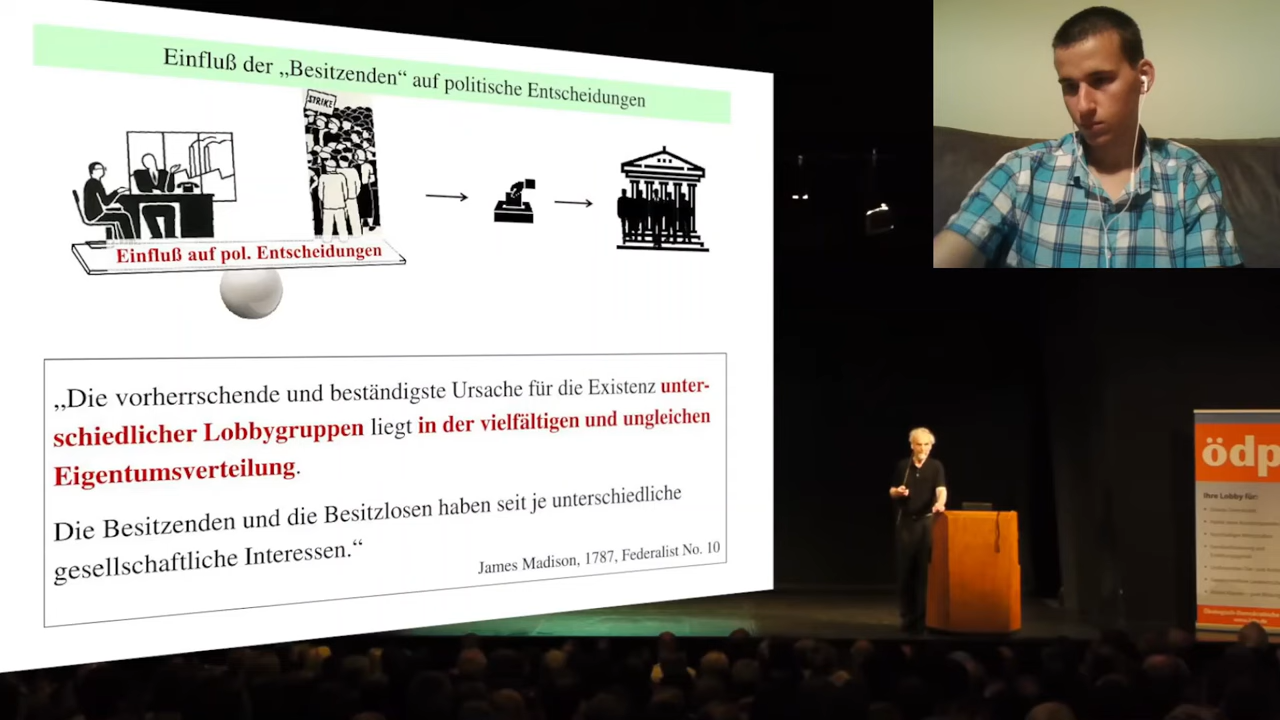 Einfluß der „Besitzenden“ auf politische Entscheidungen
STRIKE
Einfluß auf pol. Entscheidungen
„Die vorherrschende und beständigste Ursache für die Existenz unter-
schiedlicher Lobbygruppen liegt in der vielfältigen und ungleichen
Eigentumsverteilung.
Die Besitzenden und die Besitzlosen haben seit je unterschiedliche
gesellschaftliche Interessen.“
James Madison, 1787, Federalist No. 10
ödp
Ihre Lobby für: